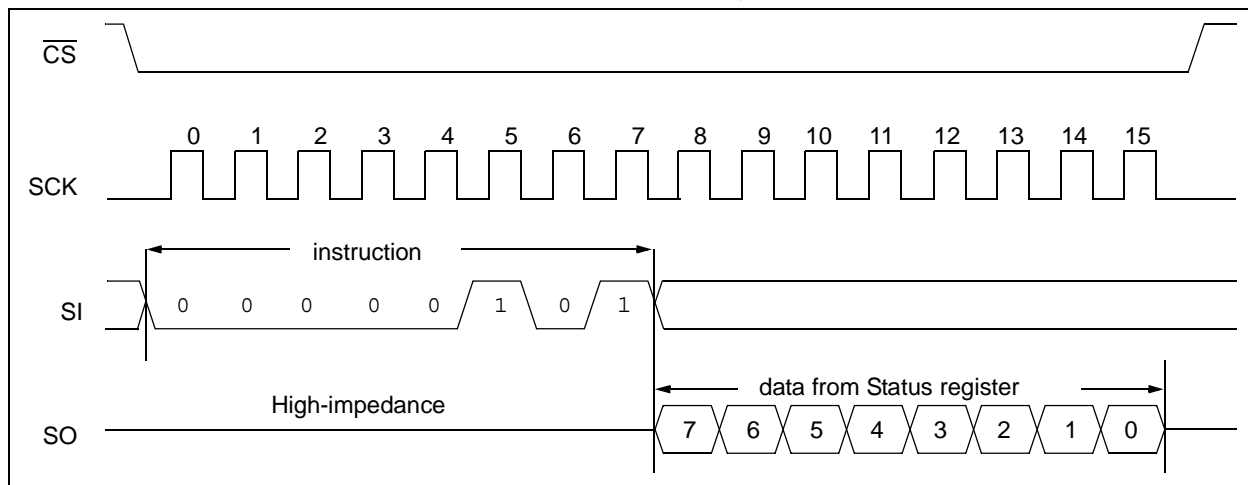 CS
0 1 2 3 4 5 6 7 8 9 10 11 12 13 14 15
SCK
instruction
SI 0 0 0 0 0 1 0 1
data from Status register
High-impedance
SO 7 6 5 4 3 2 1 0